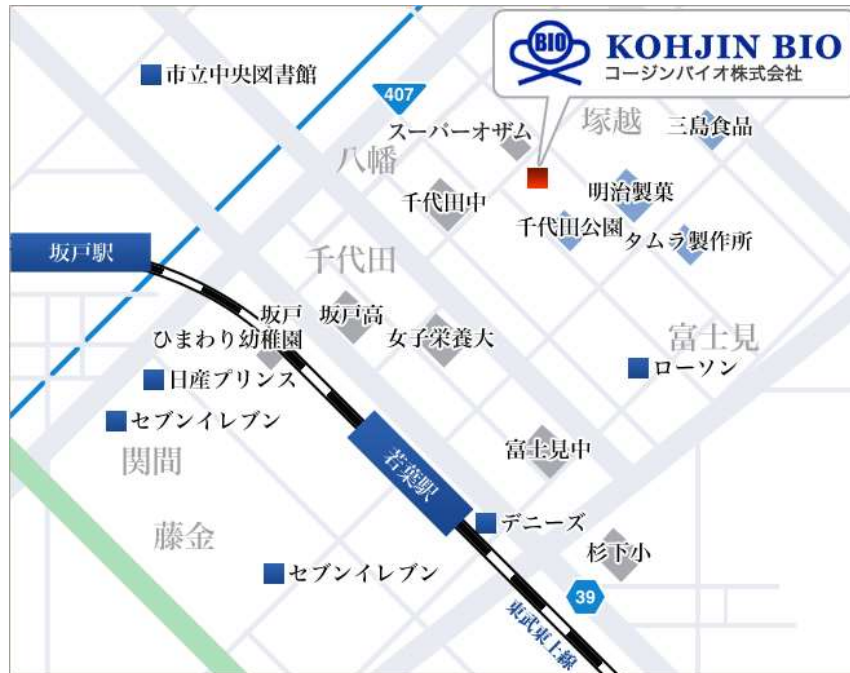 BIO
KOHJIN BIO
コージンバイオ株式会社
市立中央図書館
407
スーパーオザム
塚越
三島食品
八幡
千代田中
明治製菓
千代田公園
タムラ製作所
坂戸駅
千代田
坂戸
ひまわり幼稚園
坂戸高
女子栄養大
富士見
ローソン
日産プリンス
セブンイレブン
関間
若葉駅
富士見中
藤金
デニーズ
杉下小
セブンイレブン
39
東武東上線